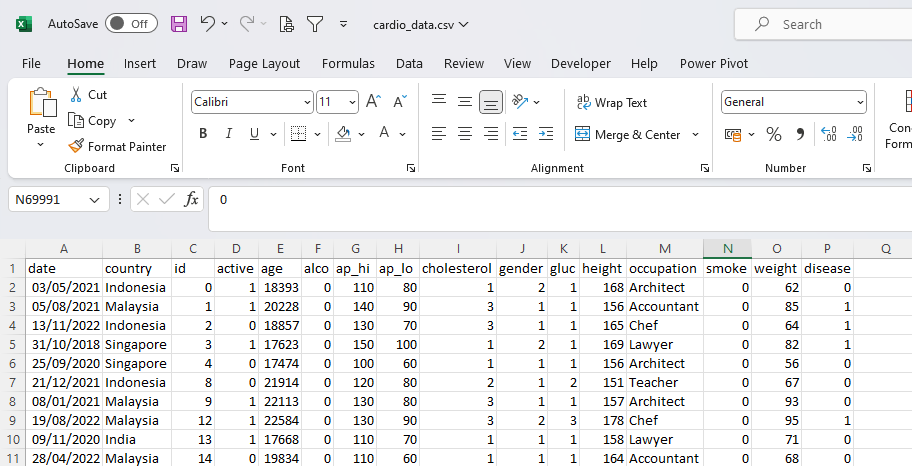 AutoSave Off cardio_data.csv Search
File Home Insert Draw Page Layout Formulas Data Review View Developer Help Power Pivot
Paste Cut Copy Format Painter
Calibri 11 A A
B I U A
ab Wrap Text
Merge & Center
General
% 9 .0 .00 .00 .0
Con
Form
Clipboard Font Alignment Number
N69991 fx 0
A B C D E F G H I J K L M N O P Q
1 date country id active age alco ap_hi ap_lo cholesterol gender gluc height occupation smoke weight disease
2 03/05/2021 Indonesia 0 1 18393 0 110 80 1 2 1 168 Architect 0 62 0
3 05/08/2021 Malaysia 1 1 20228 0 140 90 3 1 1 156 Accountant 0 85 1
4 13/11/2022 Indonesia 2 0 18857 0 130 70 3 1 1 165 Chef 0 64 1
5 31/10/2018 Singapore 3 1 17623 0 150 100 1 2 1 169 Lawyer 0 82 1
6 25/09/2020 Singapore 4 0 17474 0 100 60 1 1 1 156 Architect 0 56 0
7 21/12/2021 Indonesia 8 0 21914 0 120 80 2 1 2 151 Teacher 0 67 0
8 08/01/2021 Malaysia 9 1 22113 0 130 80 3 1 1 157 Architect 0 93 0
9 19/08/2022 Malaysia 12 1 22584 0 130 90 3 2 3 178 Chef 0 95 1
10 09/11/2020 India 13 1 17668 0 110 70 1 1 1 158 Lawyer 0 71 0
11 28/04/2022 Malaysia 14 0 19834 0 110 60 1 1 1 164 Accountant 0 68 0